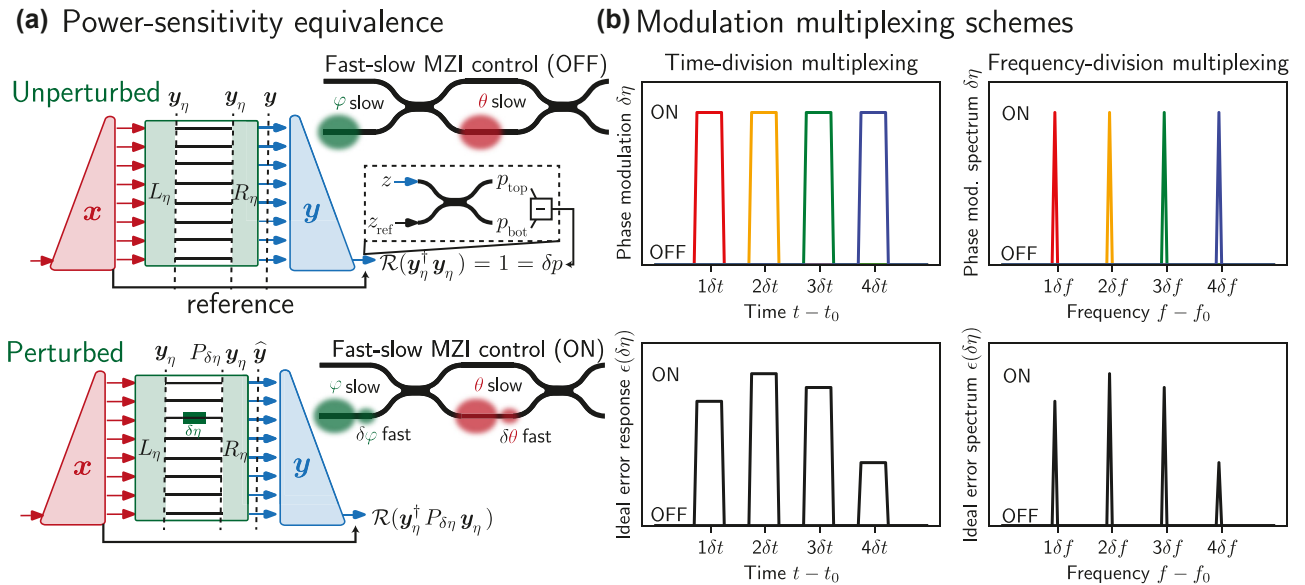 (a) Power-sensitivity equivalence
Unperturbed
y_η
y_η
y
Fast-slow MZI control (OFF)
φ slow
θ slow
x
L_η
R_η
y
z
z_ref
p_top
p_bot
−
ℛ(y_η† y_η) = 1 = δp
reference
Perturbed
y_η
P_δη
y_η
ŷ
Fast-slow MZI control (ON)
φ slow
θ slow
δφ fast
δθ fast
x
δη
L_η
R_η
y
ℛ(y_η† P_δη y_η)
(b) Modulation multiplexing schemes
Time-division multiplexing
Phase modulation δη
ON
OFF
1δt 2δt 3δt 4δt
Time t − t₀
Frequency-division multiplexing
Phase mod. spectrum δη
ON
OFF
1δf 2δf 3δf 4δf
Frequency f − f₀
Ideal error response ϵ(δη)
ON
OFF
1δt 2δt 3δt 4δt
Time t − t₀
Ideal error spectrum ϵ(δη)
ON
OFF
1δf 2δf 3δf 4δf
Frequency f − f₀